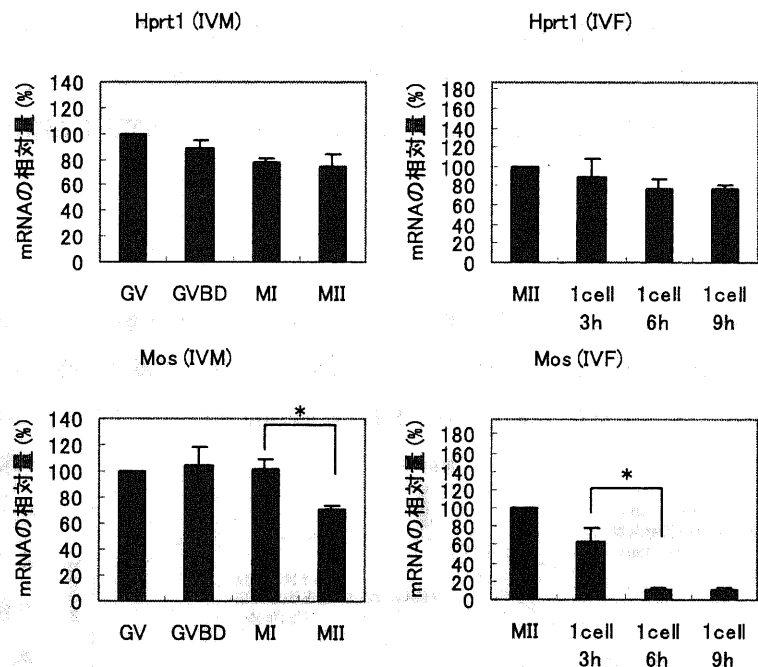 Hprt1 (IVM)
mRNAの相対量 (%)
140
120
100
80
60
40
20
0
GV GVBD MI MII
Hprt1 (IVF)
mRNAの相対量 (%)
180
160
140
120
100
80
60
40
20
0
MII 1cell 1cell 1cell
3h 6h 9h
Mos (IVM)
mRNAの相対量 (%)
140
120
100
80
60
40
20
0
*
GV GVBD MI MII
Mos (IVF)
mRNAの相対量 (%)
180
160
140
120
100
80
60
40
20
0
*
MII 1cell 1cell 1cell
3h 6h 9h